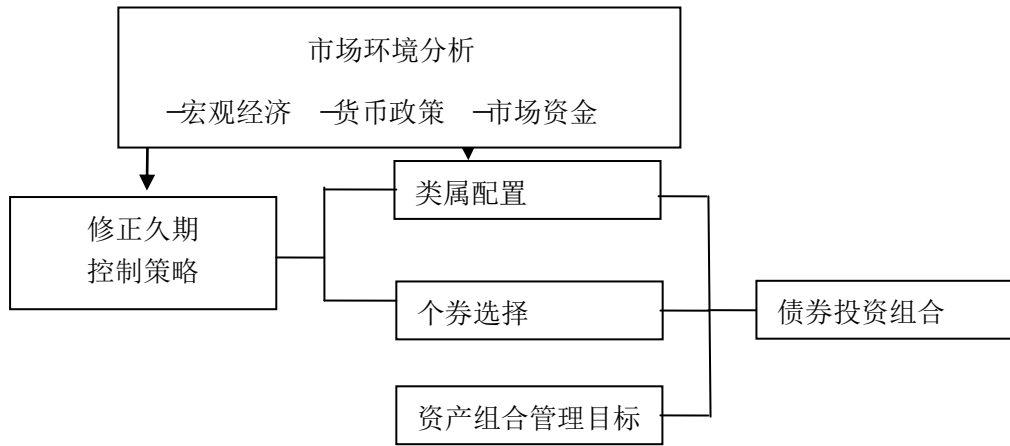 市场环境分析
–宏观经济 –货币政策 –市场资金
类属配置
修正久期
控制策略
个券选择
债券投资组合
资产组合管理目标